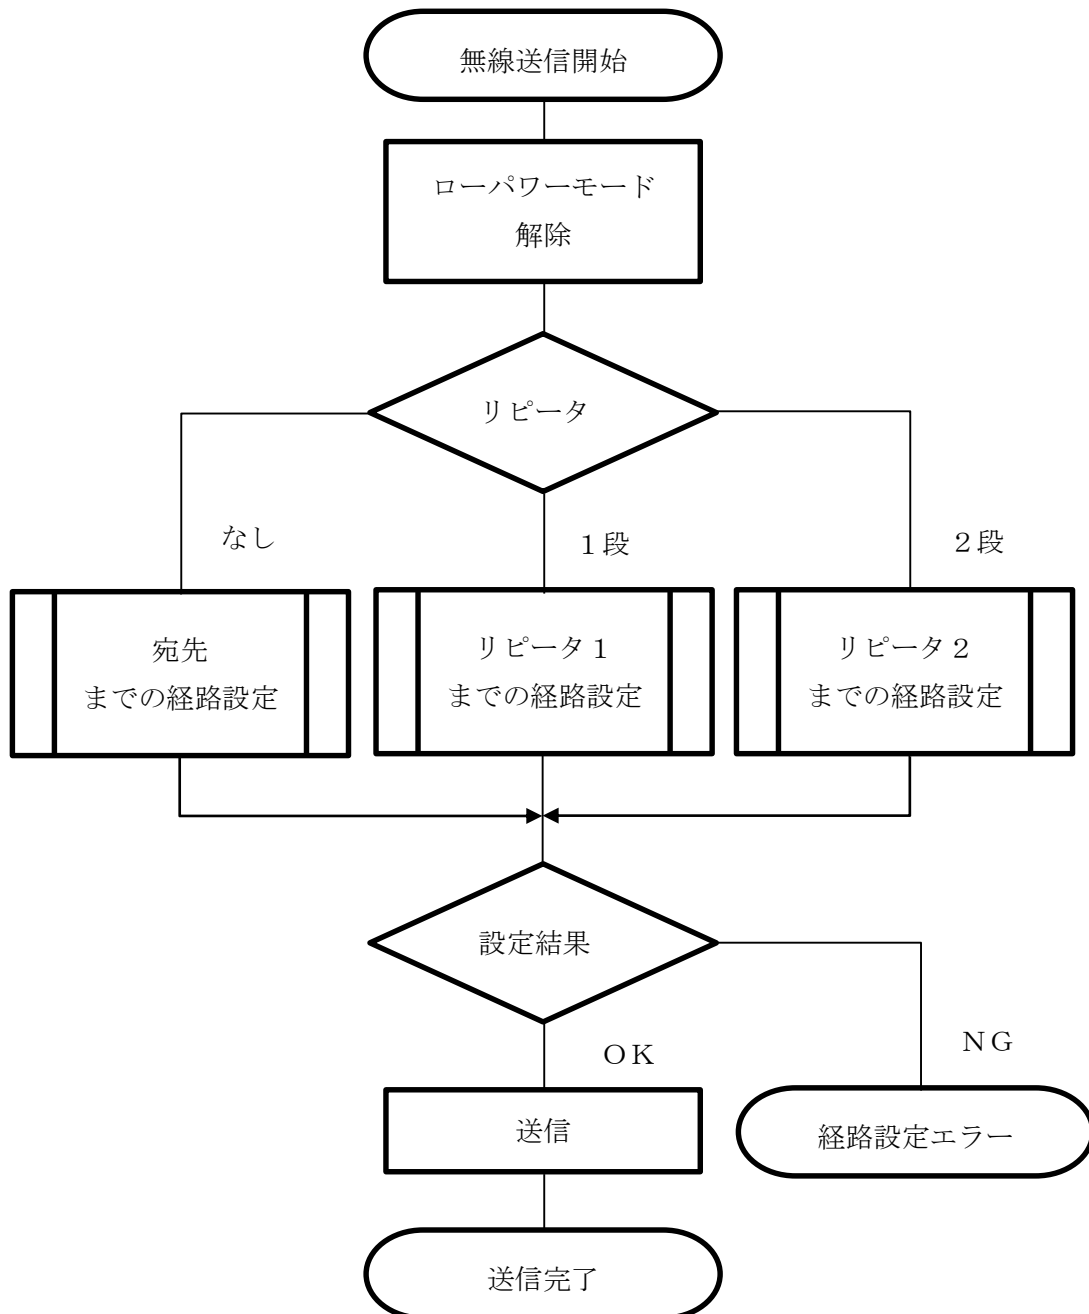 無線送信開始
ローパワーモード
解除
リピータ
なし
１段
２段
宛先
までの経路設定
リピータ１
までの経路設定
リピータ２
までの経路設定
設定結果
ＯＫ
ＮＧ
送信
経路設定エラー
送信完了